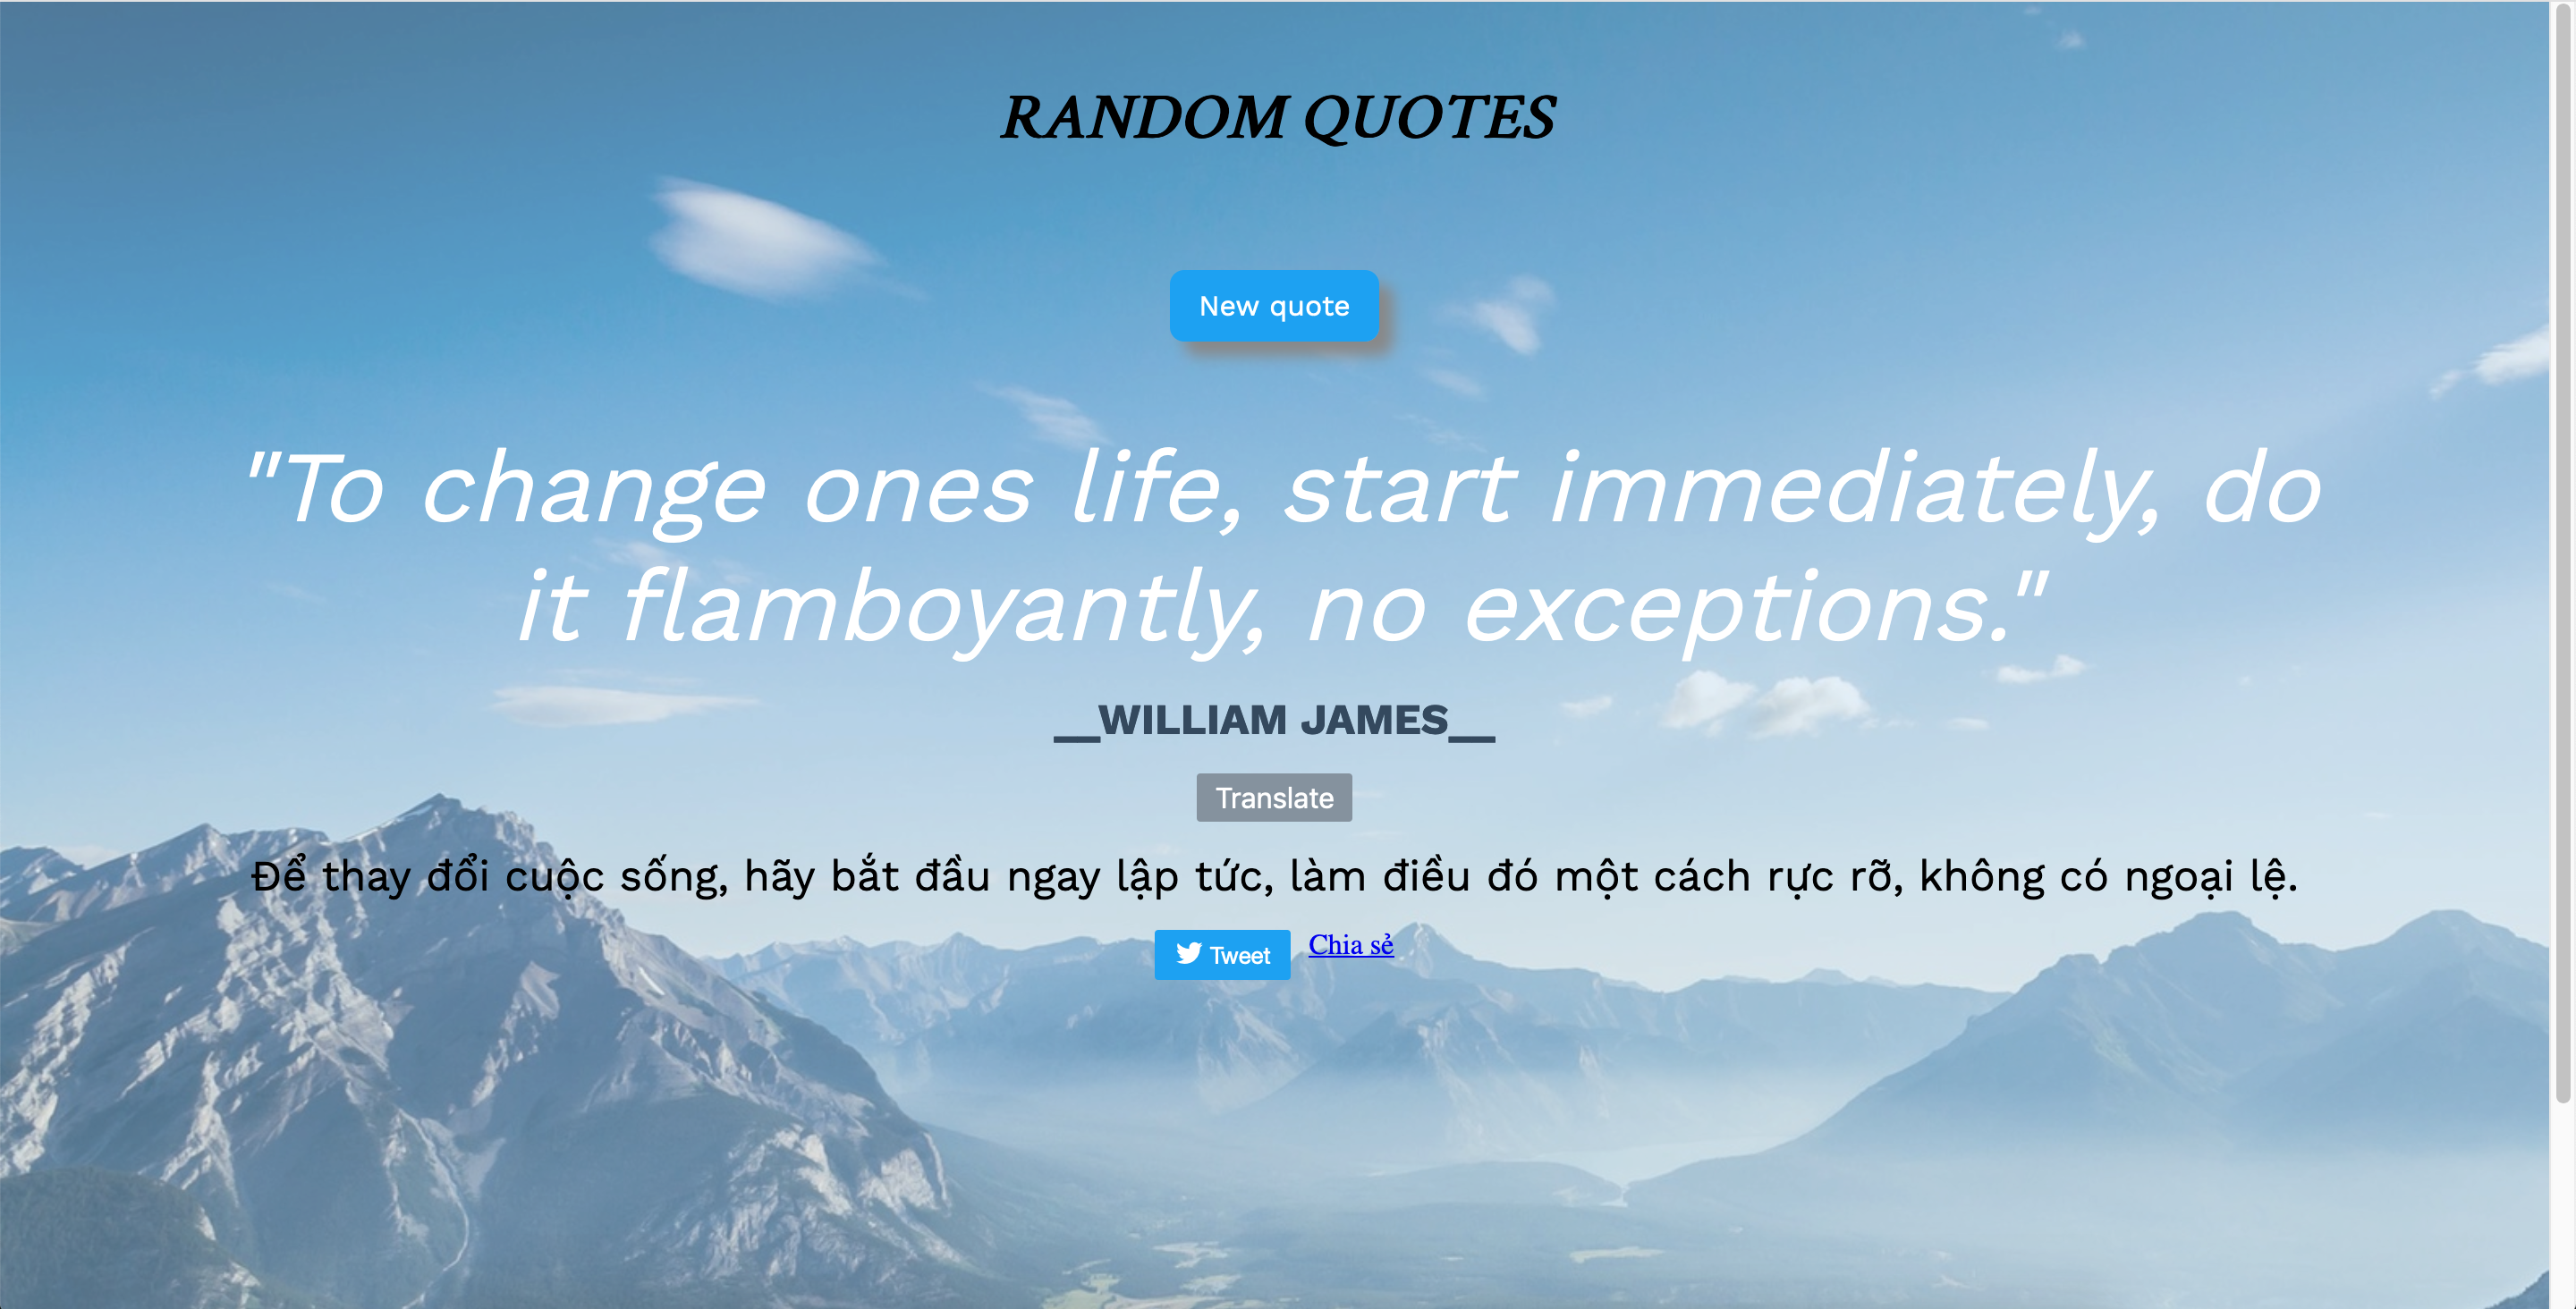 RANDOM QUOTES
New quote
"To change ones life, start immediately, do
it flamboyantly, no exceptions."
__WILLIAM JAMES__
Translate
Để thay đổi cuộc sống, hãy bắt đầu ngay lập tức, làm điều đó một cách rực rỡ, không có ngoại lệ.
Tweet Chia sẻ